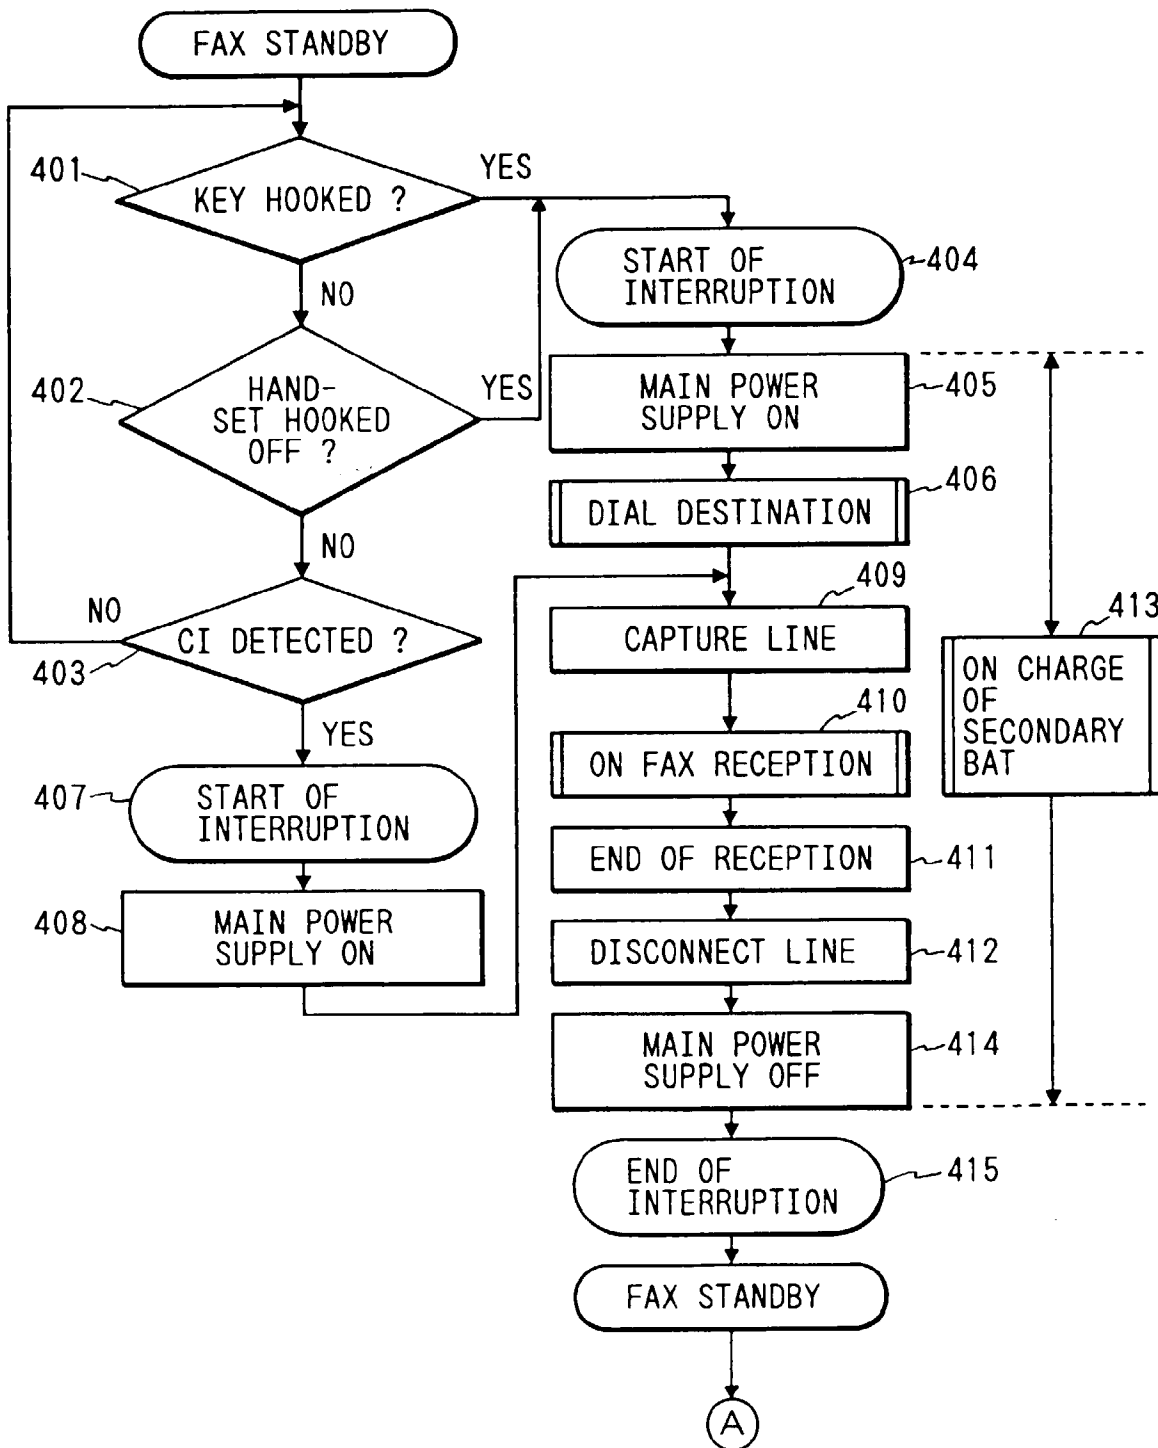 FAX STANDBY
401
KEY HOOKED ?
YES
NO
402
HAND-
SET HOOKED
OFF ?
YES
NO
403
CI DETECTED ?
NO
YES
407
START OF
INTERRUPTION
408
MAIN POWER
SUPPLY ON
START OF
INTERRUPTION
404
MAIN POWER
SUPPLY ON
405
DIAL DESTINATION
406
409
CAPTURE LINE
410
ON FAX RECEPTION
END OF RECEPTION
411
DISCONNECT LINE
412
413
ON CHARGE
OF
SECONDARY
BAT
MAIN POWER
SUPPLY OFF
414
END OF
INTERRUPTION
415
FAX STANDBY
A